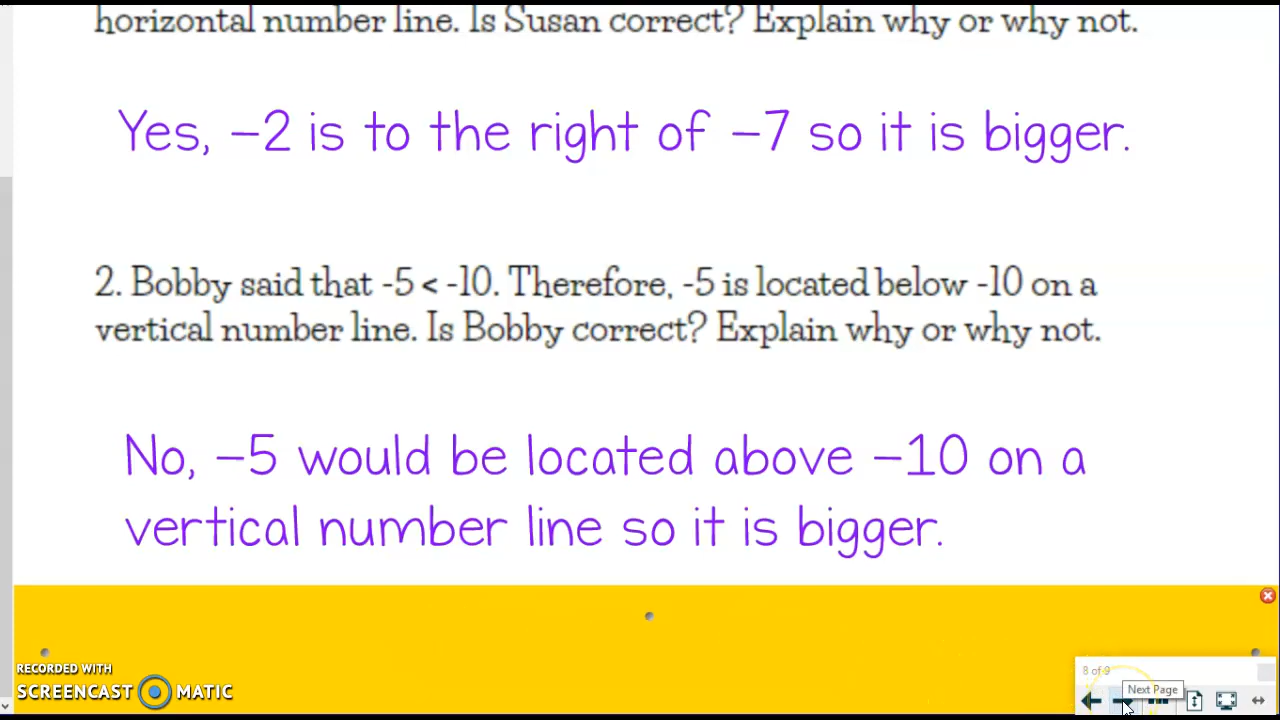 horizontal number line. Is Susan correct? Explain why or why not.
Yes, -2 is to the right of -7 so it is bigger.
2. Bobby said that -5 < -10. Therefore, -5 is located below -10 on a
vertical number line. Is Bobby correct? Explain why or why not.
No, -5 would be located above -10 on a
vertical number line so it is bigger.
RECORDED WITH
SCREENCAST MATIC
8 of 9
Next Page